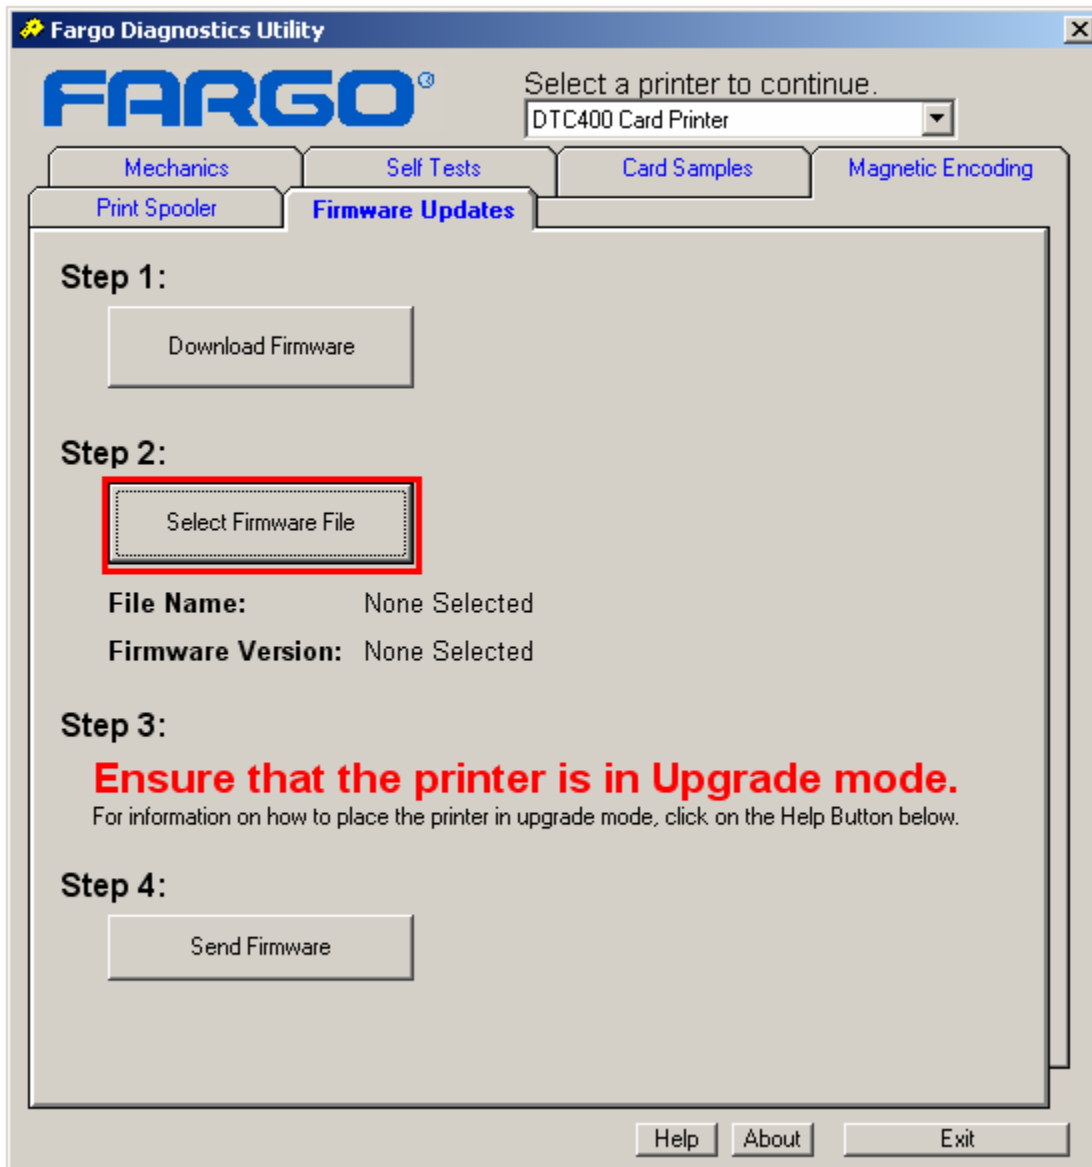 Fargo Diagnostics Utility
FARGO®
Select a printer to continue.
DTC400 Card Printer
Mechanics
Self Tests
Card Samples
Magnetic Encoding
Print Spooler
Firmware Updates
Step 1:
Download Firmware
Step 2:
Select Firmware File
File Name: None Selected
Firmware Version: None Selected
Step 3:
Ensure that the printer is in Upgrade mode.
For information on how to place the printer in upgrade mode, click on the Help Button below.
Step 4:
Send Firmware
Help About Exit